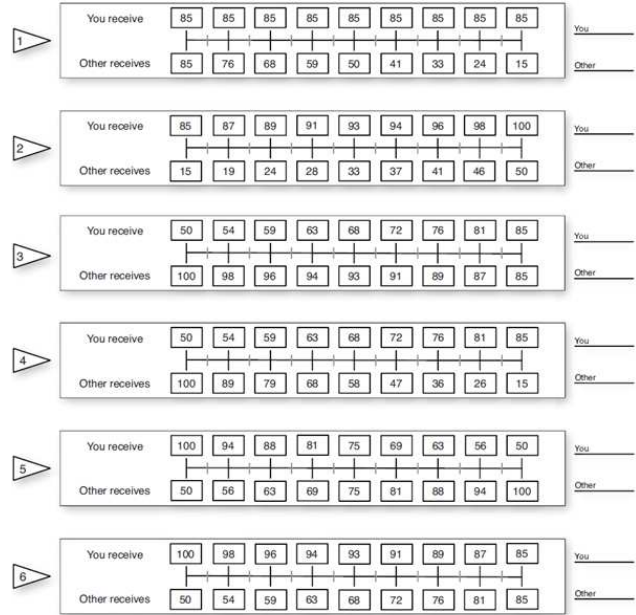 You receive 85 85 85 85 85 85 85 85 85
You
1
Other receives 85 76 68 59 50 41 33 24 15
Other
You receive 85 87 89 91 93 94 96 98 100
You
2
Other receives 15 19 24 28 33 37 41 46 50
Other
You receive 50 54 59 63 68 72 76 81 85
You
3
Other receives 100 98 96 94 93 91 89 87 85
Other
You receive 50 54 59 63 68 72 76 81 85
You
4
Other receives 100 89 79 68 58 47 36 26 15
Other
You receive 100 94 88 81 75 69 63 56 50
You
5
Other receives 50 56 63 69 75 81 88 94 100
Other
You receive 100 98 96 94 93 91 89 87 85
You
6
Other receives 50 54 59 63 68 72 76 81 85
Other